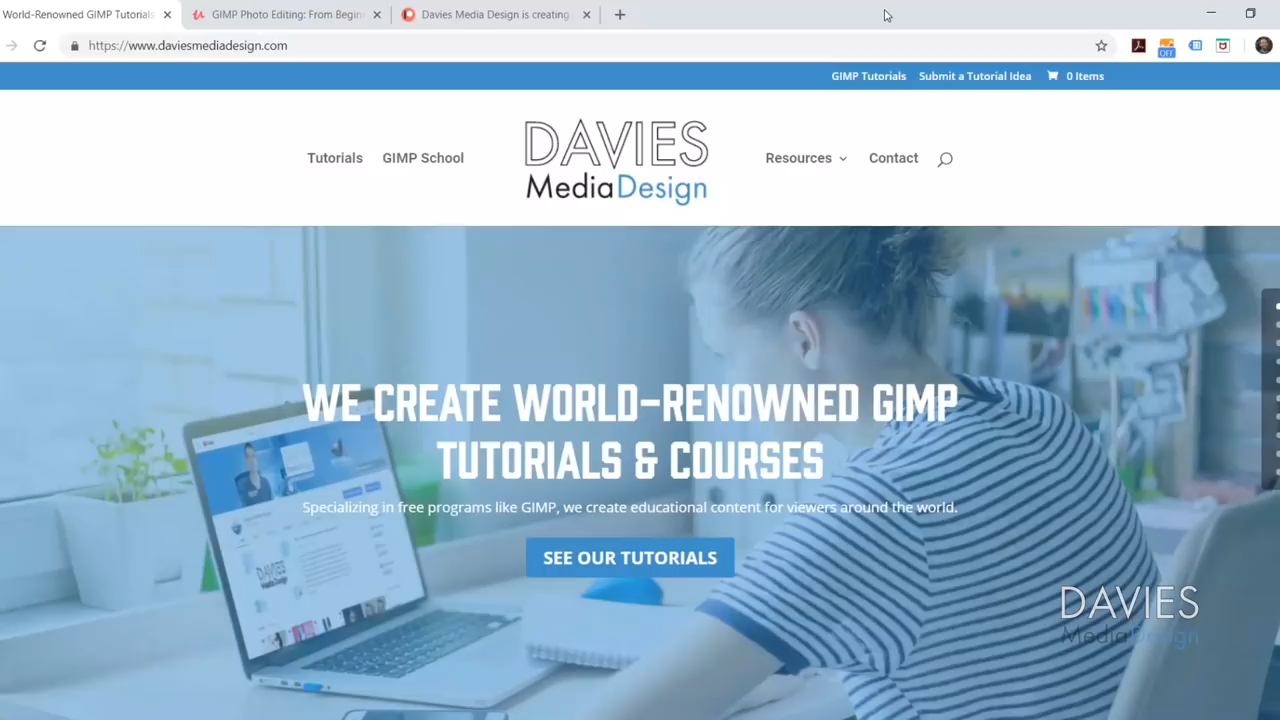 World-Renowned GIMP Tutorials
GIMP Photo Editing: From Begin
Davies Media Design is creating
https://www.daviesmediadesign.com
OFF
GIMP Tutorials
Submit a Tutorial Idea
0 Items
Tutorials
GIMP School
DAVIES
MediaDesign
Resources
Contact
WE CREATE WORLD-RENOWNED GIMP
TUTORIALS & COURSES
Specializing in free programs like GIMP, we create educational content for viewers around the world.
SEE OUR TUTORIALS
DAVIES
MediaDesign
DAVIES
MediaDesign